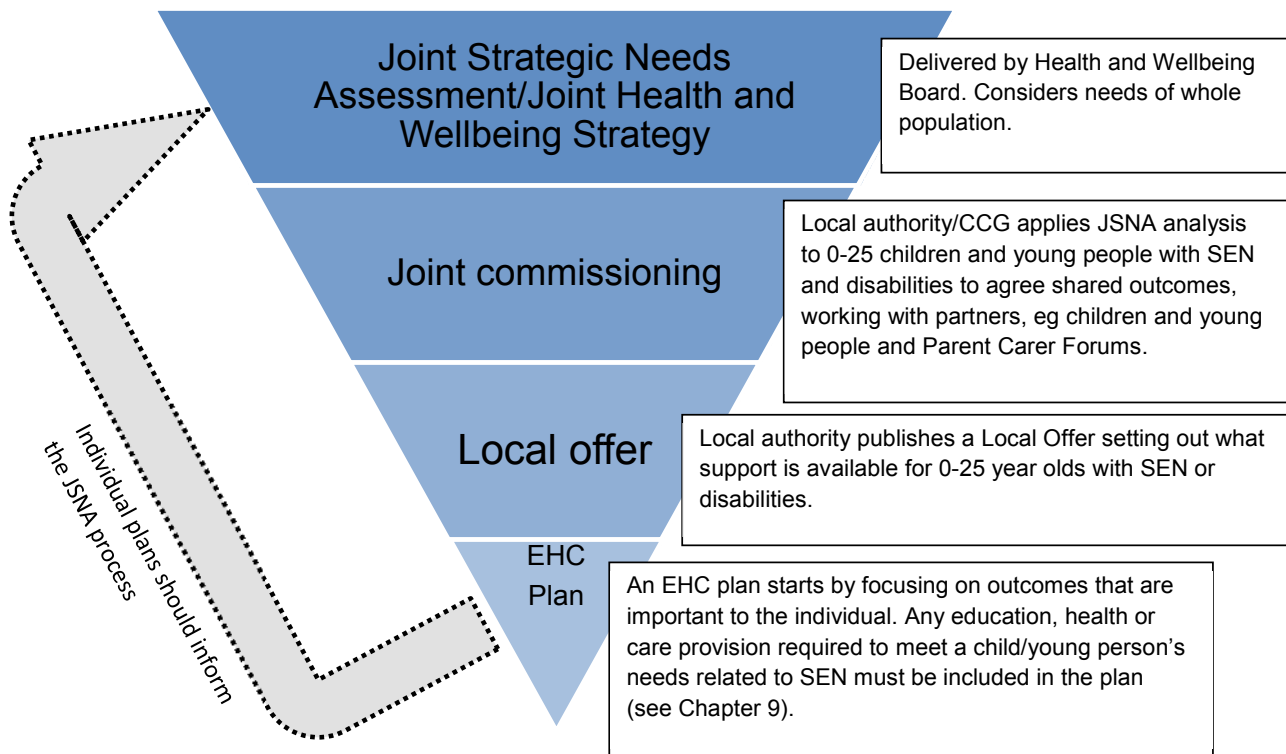 Joint Strategic Needs
Assessment/Joint Health and
Wellbeing Strategy
Delivered by Health and Wellbeing
Board. Considers needs of whole
population.
Joint commissioning
Local authority/CCG applies JSNA analysis
to 0-25 children and young people with SEN
and disabilities to agree shared outcomes,
working with partners, eg children and young
people and Parent Carer Forums.
Local offer
Local authority publishes a Local Offer setting out what
support is available for 0-25 year olds with SEN or
disabilities.
EHC
Plan
An EHC plan starts by focusing on outcomes that are
important to the individual. Any education, health or
care provision required to meet a child/young person’s
needs related to SEN must be included in the plan
(see Chapter 9).
Individual plans should inform
the JSNA process